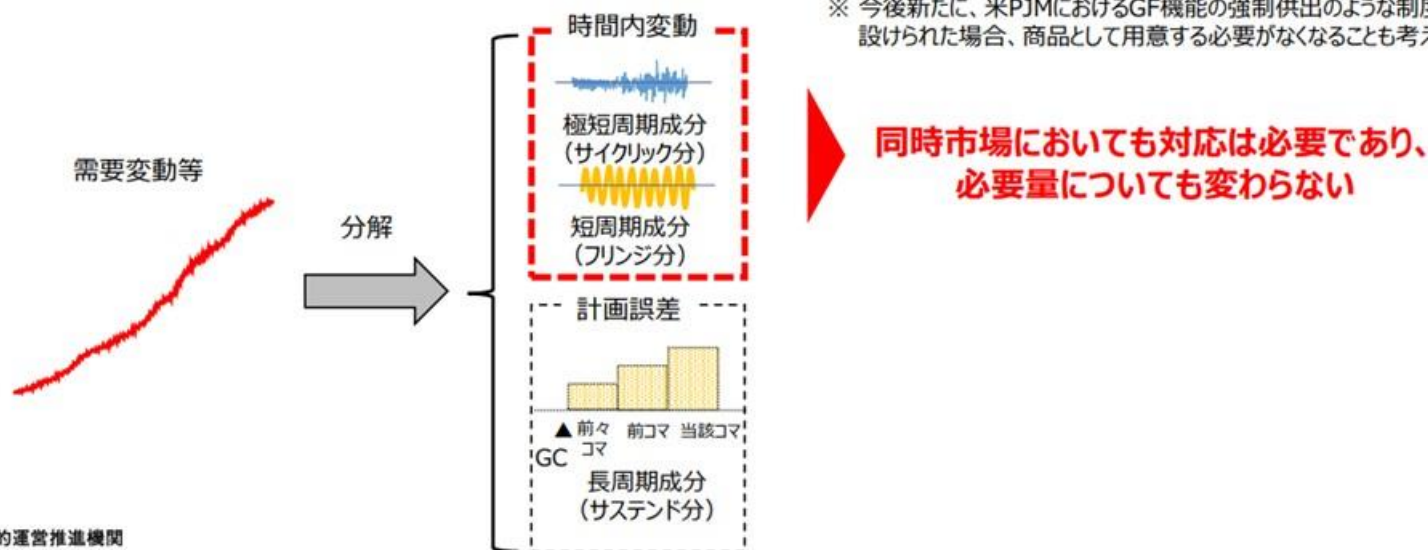 ※ 今後新たに、米PJMにおけるGF機能の強制供出のような制度
設けられた場合、商品として用意する必要がなくなることも考え
時間内変動
極短周期成分
（サイクリック分）
短周期成分
（フリンジ分）
同時市場においても対応は必要であり、
必要量についても変わらない
需要変動等
分解
計画誤差
▲ 前々
コマ
前コマ
当該コマ
GC
長周期成分
（サステンド分）
的運営推進機関